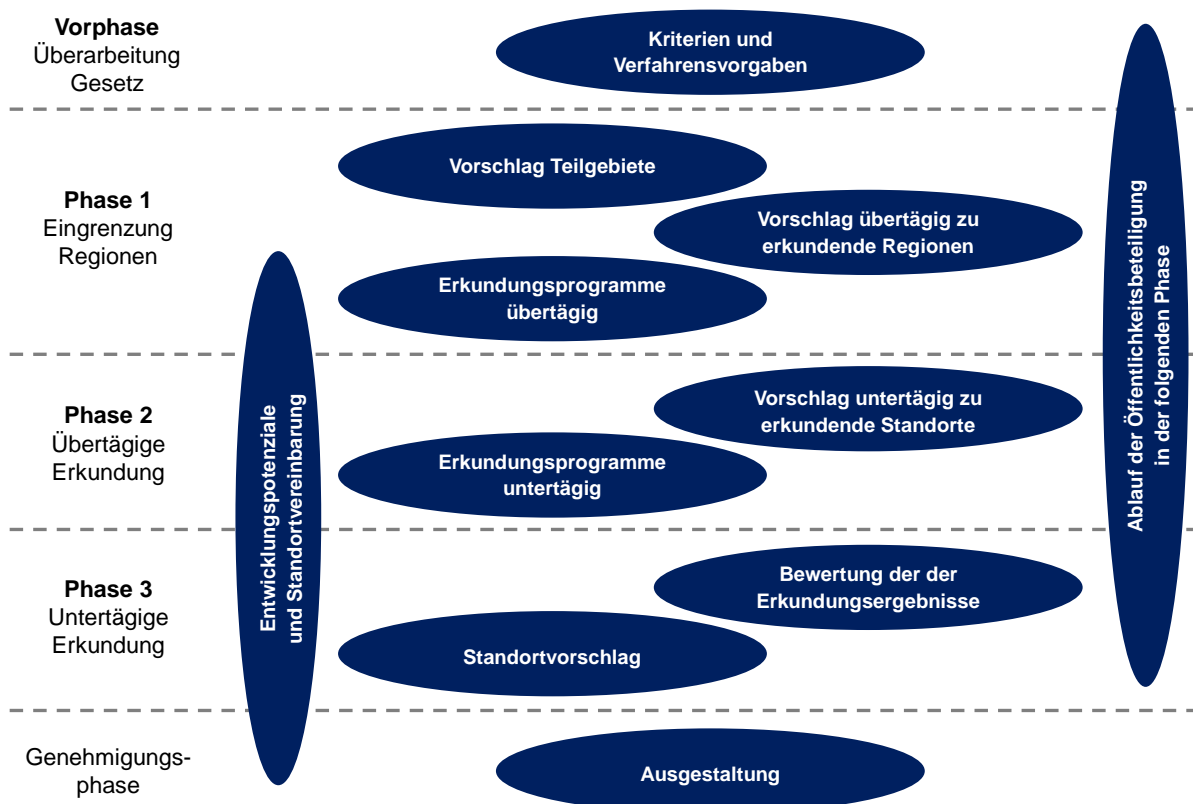 Vorphase
Überarbeitung
Gesetz
Kriterien und
Verfahrensvorgaben
Phase 1
Eingrenzung
Regionen
Vorschlag Teilgebiete
Vorschlag übertägig zu
erkundende Regionen
Erkundungsprogramme
übertägig
Phase 2
Übertägige
Erkundung
Vorschlag untertägig zu
erkundende Standorte
Erkundungsprogramme
untertägig
Phase 3
Untertägige
Erkundung
Bewertung der der
Erkundungsergebnisse
Standortvorschlag
Genehmigungs-
phase
Ausgestaltung
Entwicklungspotenziale
und Standortvereinbarung
Ablauf der Öffentlichkeitsbeteiligung
in der folgenden Phase